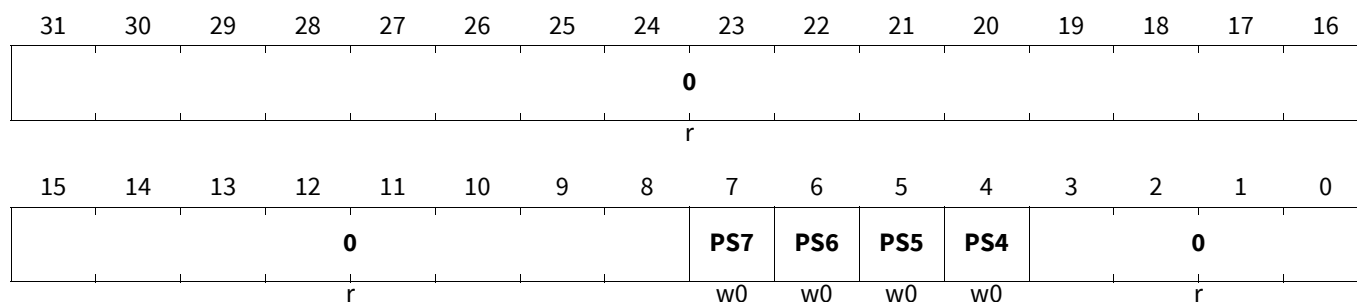 31 30 29 28 27 26 25 24 23 22 21 20 19 18 17 16
0
r
15 14 13 12 11 10 9 8 7 6 5 4 3 2 1 0
0 PS7 PS6 PS5 PS4 0
r w0 w0 w0 w0 r